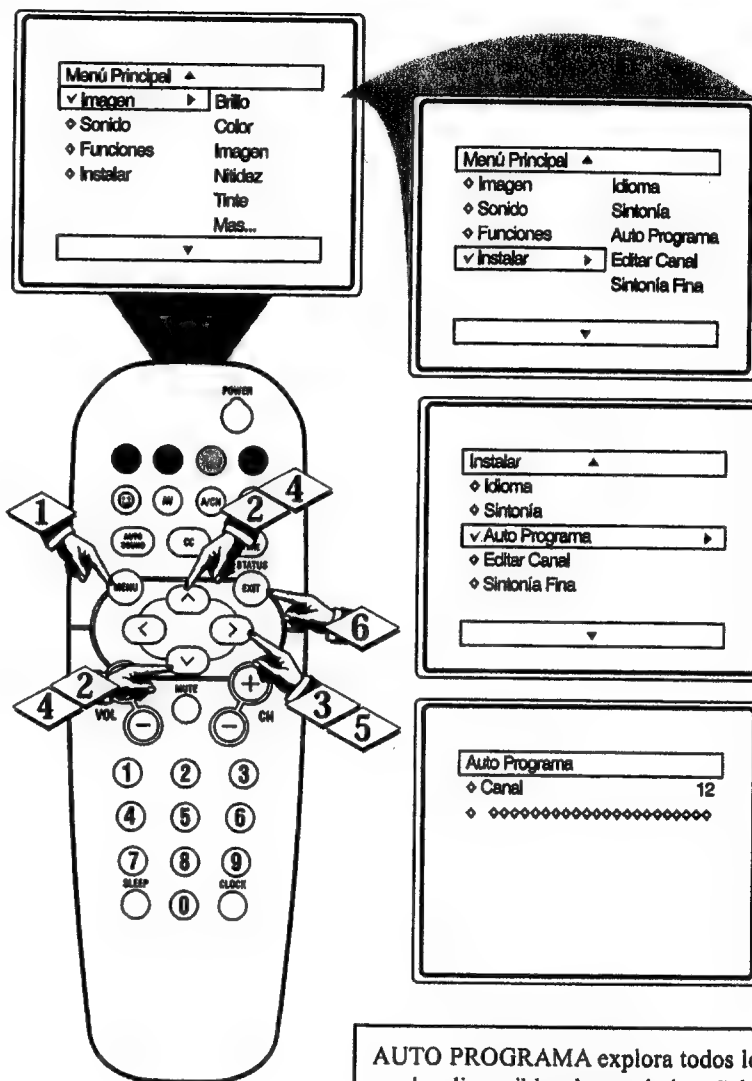 Menú Principal ▲
✓ Imagen ▶ Brillo
◇ Sonido Color
◇ Funciones Imagen
◇ Instalar Nitidez
Tinte
Mas...
▼
Menú Principal ▲
◇ Imagen Idioma
◇ Sonido Sintonía
◇ Funciones Auto Programa
✓ Instalar ▶ Editar Canal
Sintonía Fina
▼
Instalar ▲
◇ Idioma
◇ Sintonía
✓ Auto Programa ▶
◇ Editar Canal
◇ Sintonía Fina
▼
Auto Programa
◇ Canal 12
POWER
AV A/CH
AUTO SOUND CC
STATUS
MENU EXIT
1
2 4
6
4 2
3 5
VOL MUTE CH
1 2 3
4 5 6
7 8 9
SLEEP 0 CLOCK
AUTO PROGRAMA explora todos